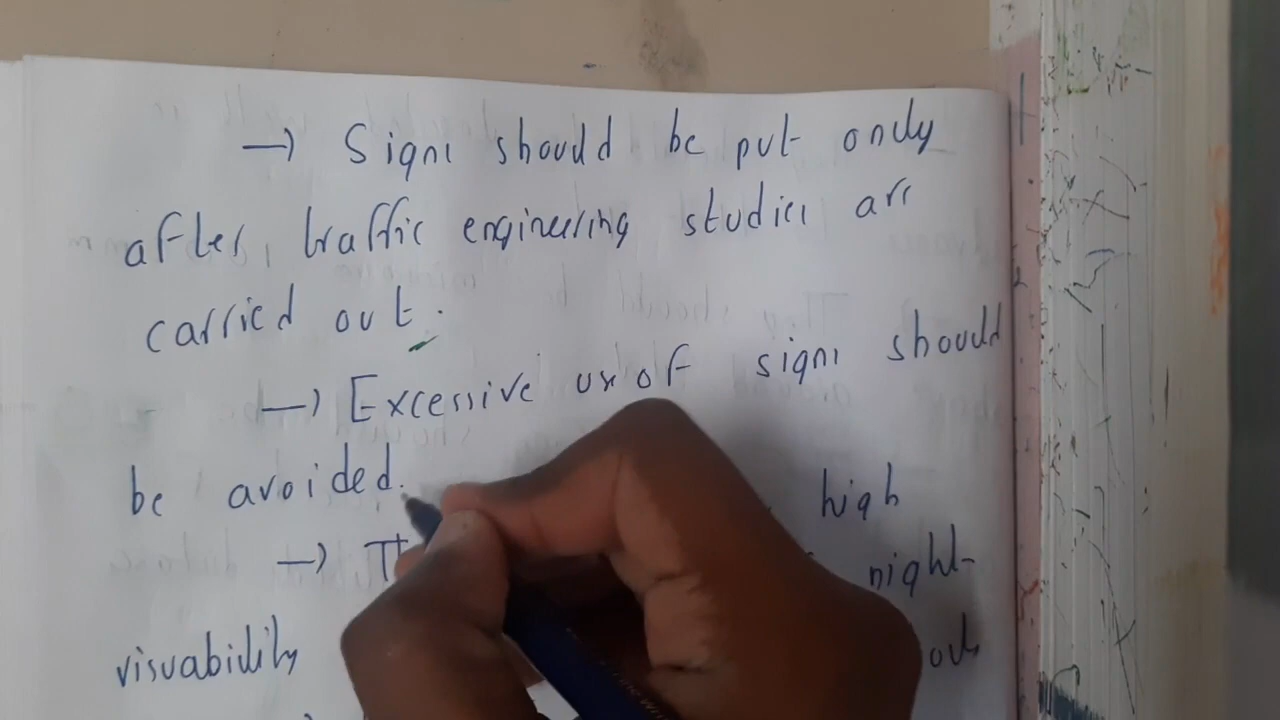 → Signs should be put only
after, traffic engineering studies are
carried out.
→ Excessive use of signs should
be avoided.
high
→ night-
visuability